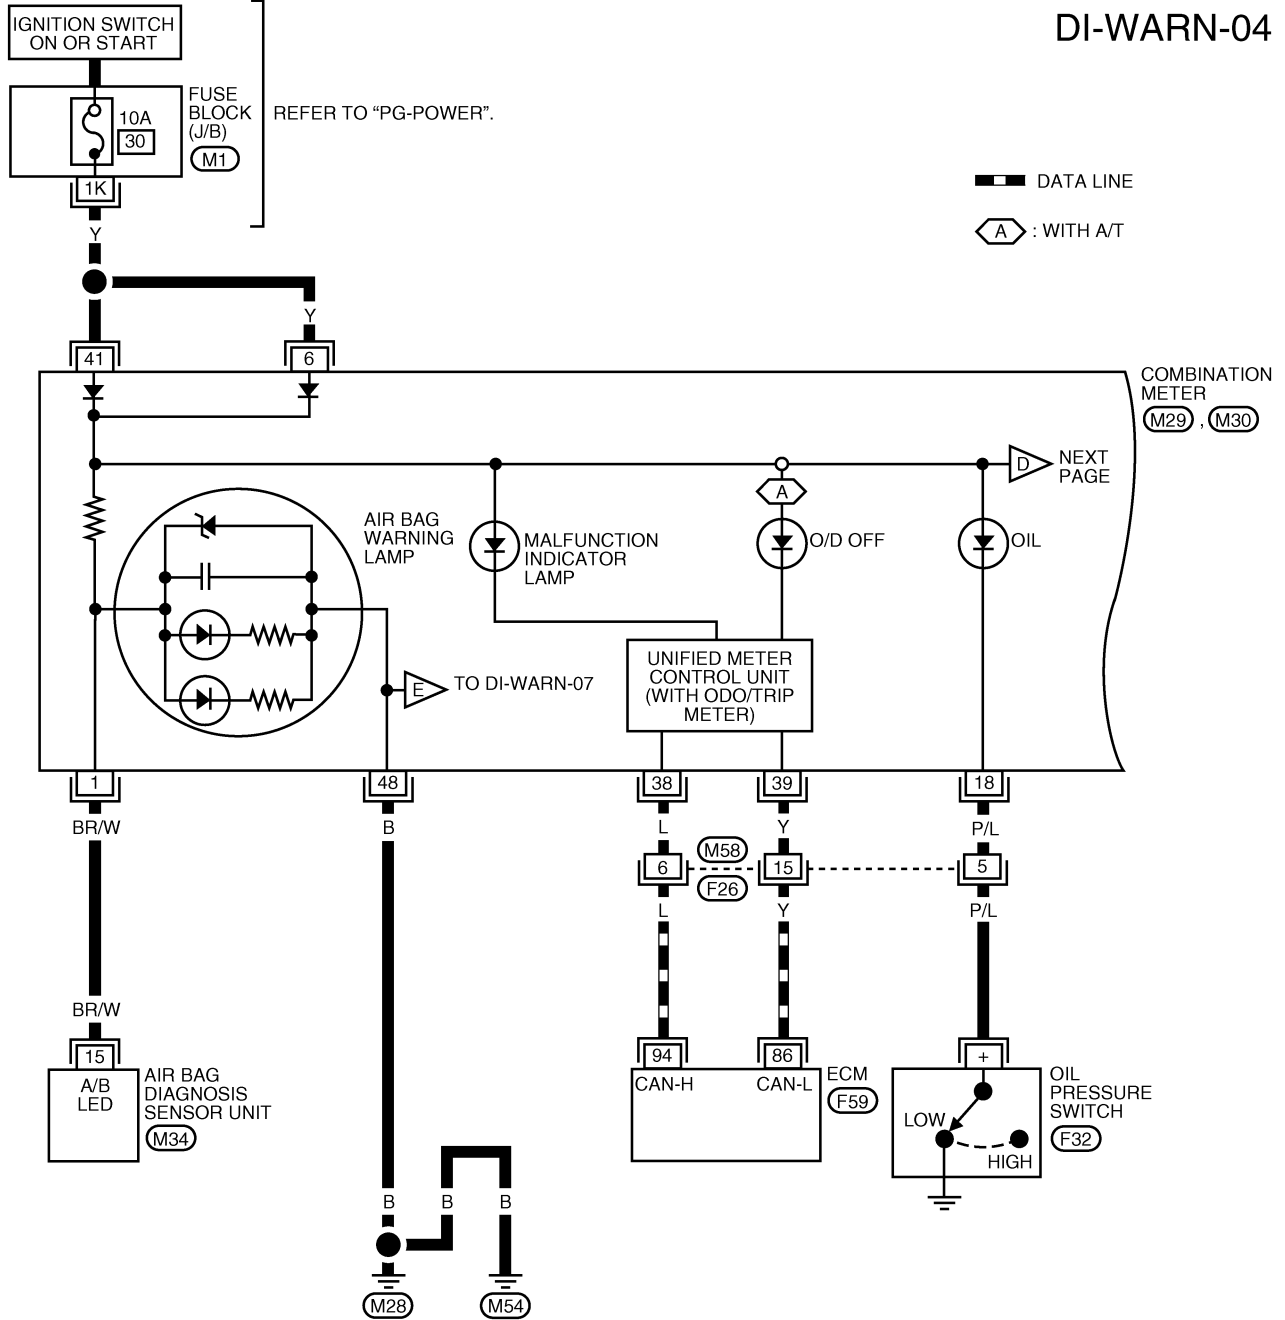 DI-WARN-04
IGNITION SWITCH
ON OR START
FUSE
BLOCK
(J/B)
M1
10A
30
REFER TO “PG-POWER”.
1K
DATA LINE
A : WITH A/T
Y
Y
41
6
COMBINATION
METER
M29 , M30
D
NEXT
PAGE
A
AIR BAG
WARNING
LAMP
MALFUNCTION
INDICATOR
LAMP
O/D OFF
OIL
UNIFIED METER
CONTROL UNIT
(WITH ODO/TRIP
METER)
E
TO DI-WARN-07
1
48
38
39
18
BR/W
B
L
Y
P/L
M58
6
15
5
F26
L
Y
P/L
BR/W
15
94
86
+
A/B
LED
AIR BAG
DIAGNOSIS
SENSOR UNIT
M34
CAN-H
CAN-L
ECM
F59
OIL
PRESSURE
SWITCH
F32
LOW
HIGH
B
B
B
M28
M54